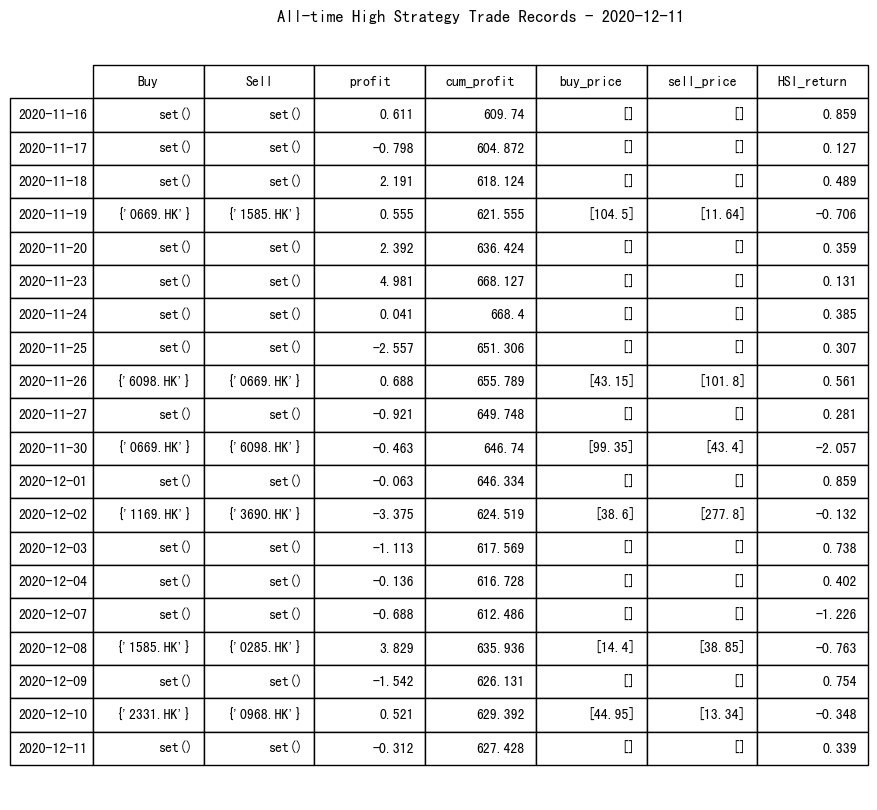 All-time High Strategy Trade Records - 2020-12-11
Buy Sell profit cum_profit buy_price sell_price HSI_return
2020-11-16 set() set() 0.611 609.74 [] [] 0.859
2020-11-17 set() set() -0.798 604.872 [] [] 0.127
2020-11-18 set() set() 2.191 618.124 [] [] 0.489
2020-11-19 {'0669.HK'} {'1585.HK'} 0.555 621.555 [104.5] [11.64] -0.706
2020-11-20 set() set() 2.392 636.424 [] [] 0.359
2020-11-23 set() set() 4.981 668.127 [] [] 0.131
2020-11-24 set() set() 0.041 668.4 [] [] 0.385
2020-11-25 set() set() -2.557 651.306 [] [] 0.307
2020-11-26 {'6098.HK'} {'0669.HK'} 0.688 655.789 [43.15] [101.8] 0.561
2020-11-27 set() set() -0.921 649.748 [] [] 0.281
2020-11-30 {'0669.HK'} {'6098.HK'} -0.463 646.74 [99.35] [43.4] -2.057
2020-12-01 set() set() -0.063 646.334 [] [] 0.859
2020-12-02 {'1169.HK'} {'3690.HK'} -3.375 624.519 [38.6] [277.8] -0.132
2020-12-03 set() set() -1.113 617.569 [] [] 0.738
2020-12-04 set() set() -0.136 616.728 [] [] 0.402
2020-12-07 set() set() -0.688 612.486 [] [] -1.226
2020-12-08 {'1585.HK'} {'0285.HK'} 3.829 635.936 [14.4] [38.85] -0.763
2020-12-09 set() set() -1.542 626.131 [] [] 0.754
2020-12-10 {'2331.HK'} {'0968.HK'} 0.521 629.392 [44.95] [13.34] -0.348
2020-12-11 set() set() -0.312 627.428 [] [] 0.339